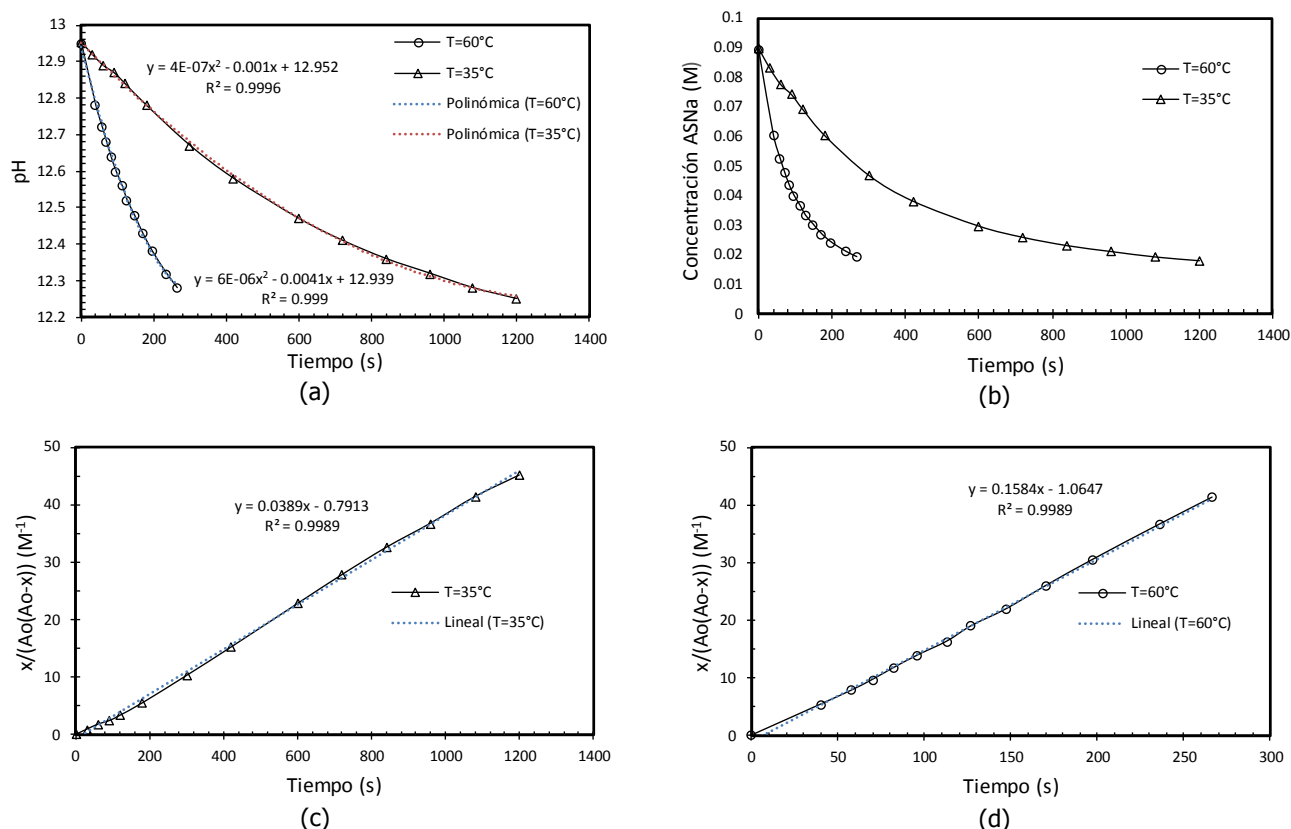 13
12.9
12.8
12.7
12.6
12.5
12.4
12.3
12.2
pH
T=60°C
T=35°C
Polinómica (T=60°C)
Polinómica (T=35°C)
y = 4E-07x² - 0.001x + 12.952
R² = 0.9996
y = 6E-06x² - 0.0041x + 12.939
R² = 0.999
0 200 400 600 800 1000 1200 1400
Tiempo (s)
(a)
0.1
0.09
0.08
0.07
0.06
0.05
0.04
0.03
0.02
0.01
0
Concentración ASNa (M)
T=60°C
T=35°C
0 200 400 600 800 1000 1200 1400
Tiempo (s)
(b)
50
40
30
20
10
0
x/(Ao(Ao-x)) (M⁻¹)
y = 0.0389x - 0.7913
R² = 0.9989
T=35°C
Lineal (T=35°C)
0 200 400 600 800 1000 1200 1400
Tiempo (s)
(c)
50
40
30
20
10
0
x/(Ao(Ao-x)) (M⁻¹)
y = 0.1584x - 1.0647
R² = 0.9989
T=60°C
Lineal (T=60°C)
0 50 100 150 200 250 300
Tiempo (s)
(d)